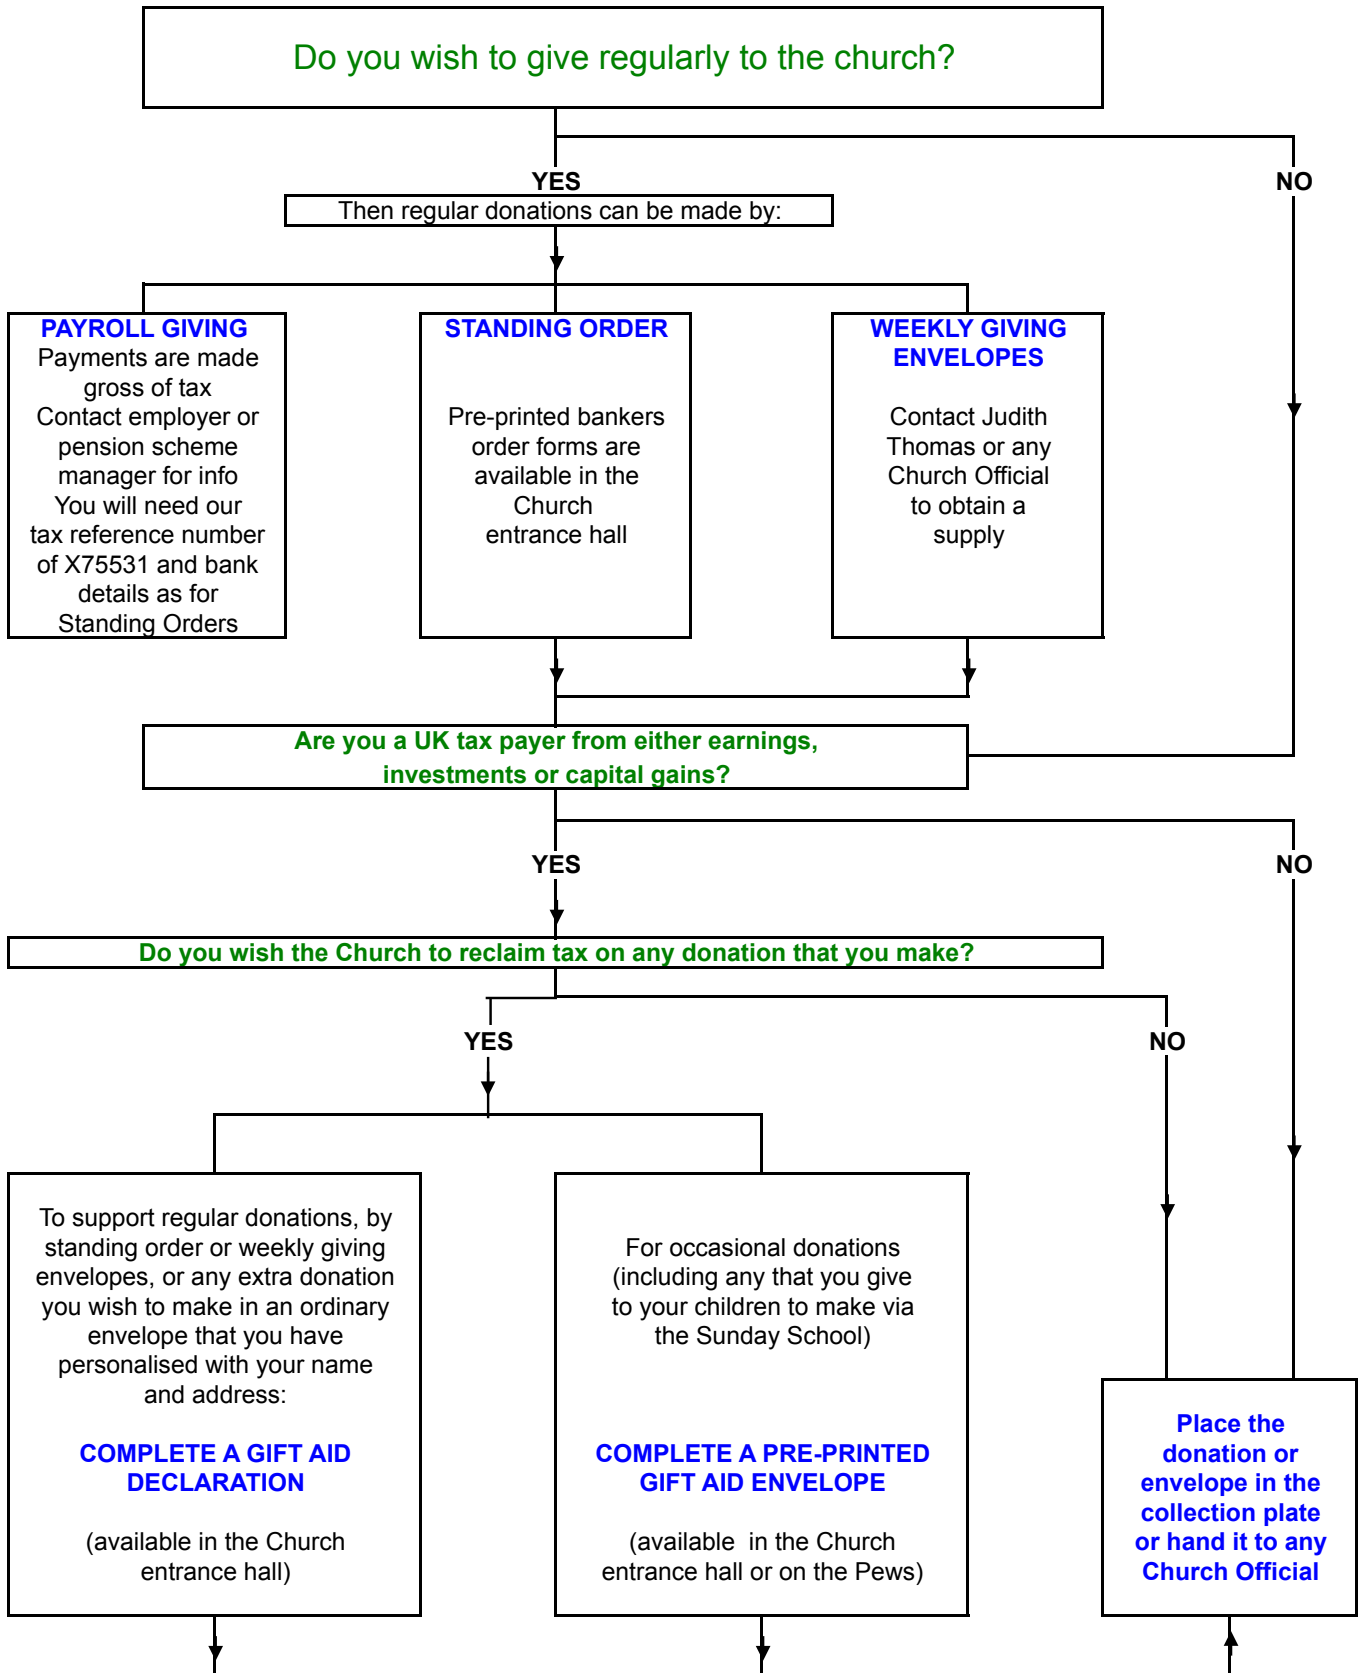 Do you wish to give regularly to the church?
YES
NO
Then regular donations can be made by:
PAYROLL GIVING
Payments are made
gross of tax
Contact employer or
pension scheme
manager for info
You will need our
tax reference number
of X75531 and bank
details as for
Standing Orders
STANDING ORDER
Pre-printed bankers
order forms are
available in the
Church
entrance hall
WEEKLY GIVING
ENVELOPES
Contact Judith
Thomas or any
Church Official
to obtain a
supply
Are you a UK tax payer from either earnings,
investments or capital gains?
YES
NO
Do you wish the Church to reclaim tax on any donation that you make?
YES
NO
To support regular donations, by
standing order or weekly giving
envelopes, or any extra donation
you wish to make in an ordinary
envelope that you have
personalised with your name
and address:
COMPLETE A GIFT AID
DECLARATION
(available in the Church
entrance hall)
For occasional donations
(including any that you give
to your children to make via
the Sunday School)
COMPLETE A PRE-PRINTED
GIFT AID ENVELOPE
(available  in the Church
entrance hall or on the Pews)
Place the
donation or
envelope in the
collection plate
or hand it to any
Church Official